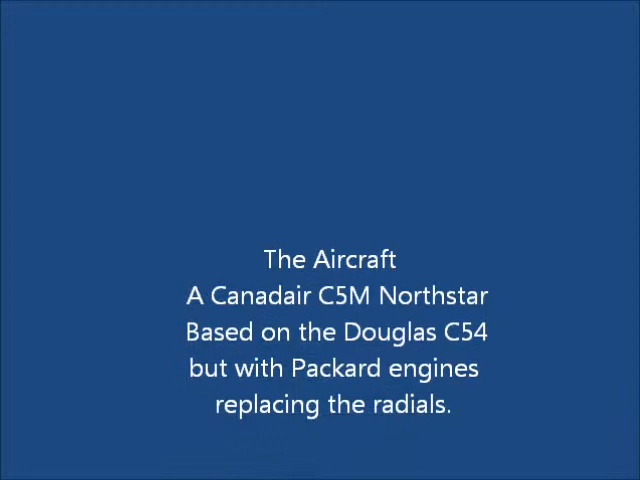 The Aircraft
A Canadair C5M Northstar
Based on the Douglas C54
but with Packard engines
replacing the radials.